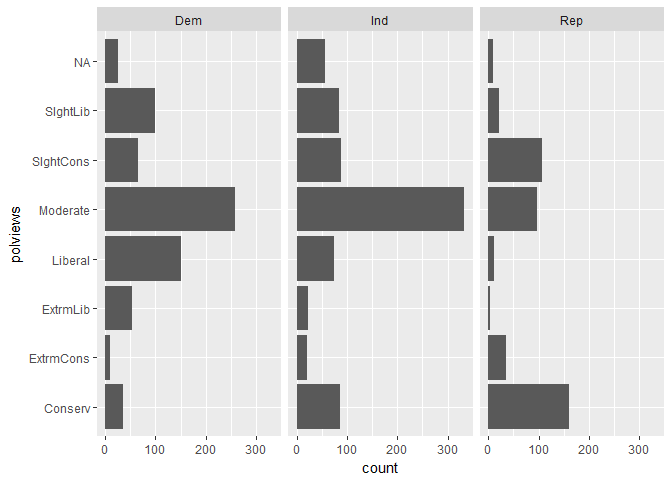 Dem Ind Rep
polviews
NA
SlghtLib
SlghtCons
Moderate
Liberal
ExtrmLib
ExtrmCons
Conserv
0 100 200 300 0 100 200 300 0 100 200 300
count